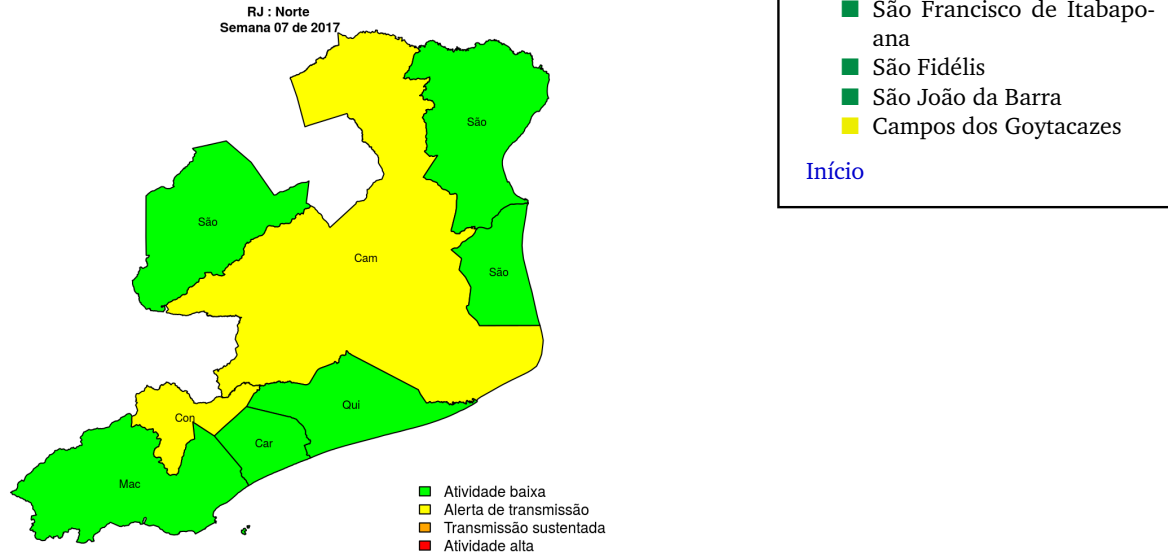 RJ : Norte
Semana 07 de 2017
São
São
Cam
São
Qui
Con
Car
Mac
Atividade baixa
Alerta de transmissão
Transmissão sustentada
Atividade alta
São Francisco de Itabapo-
ana
São Fidélis
São João da Barra
Campos dos Goytacazes
Início